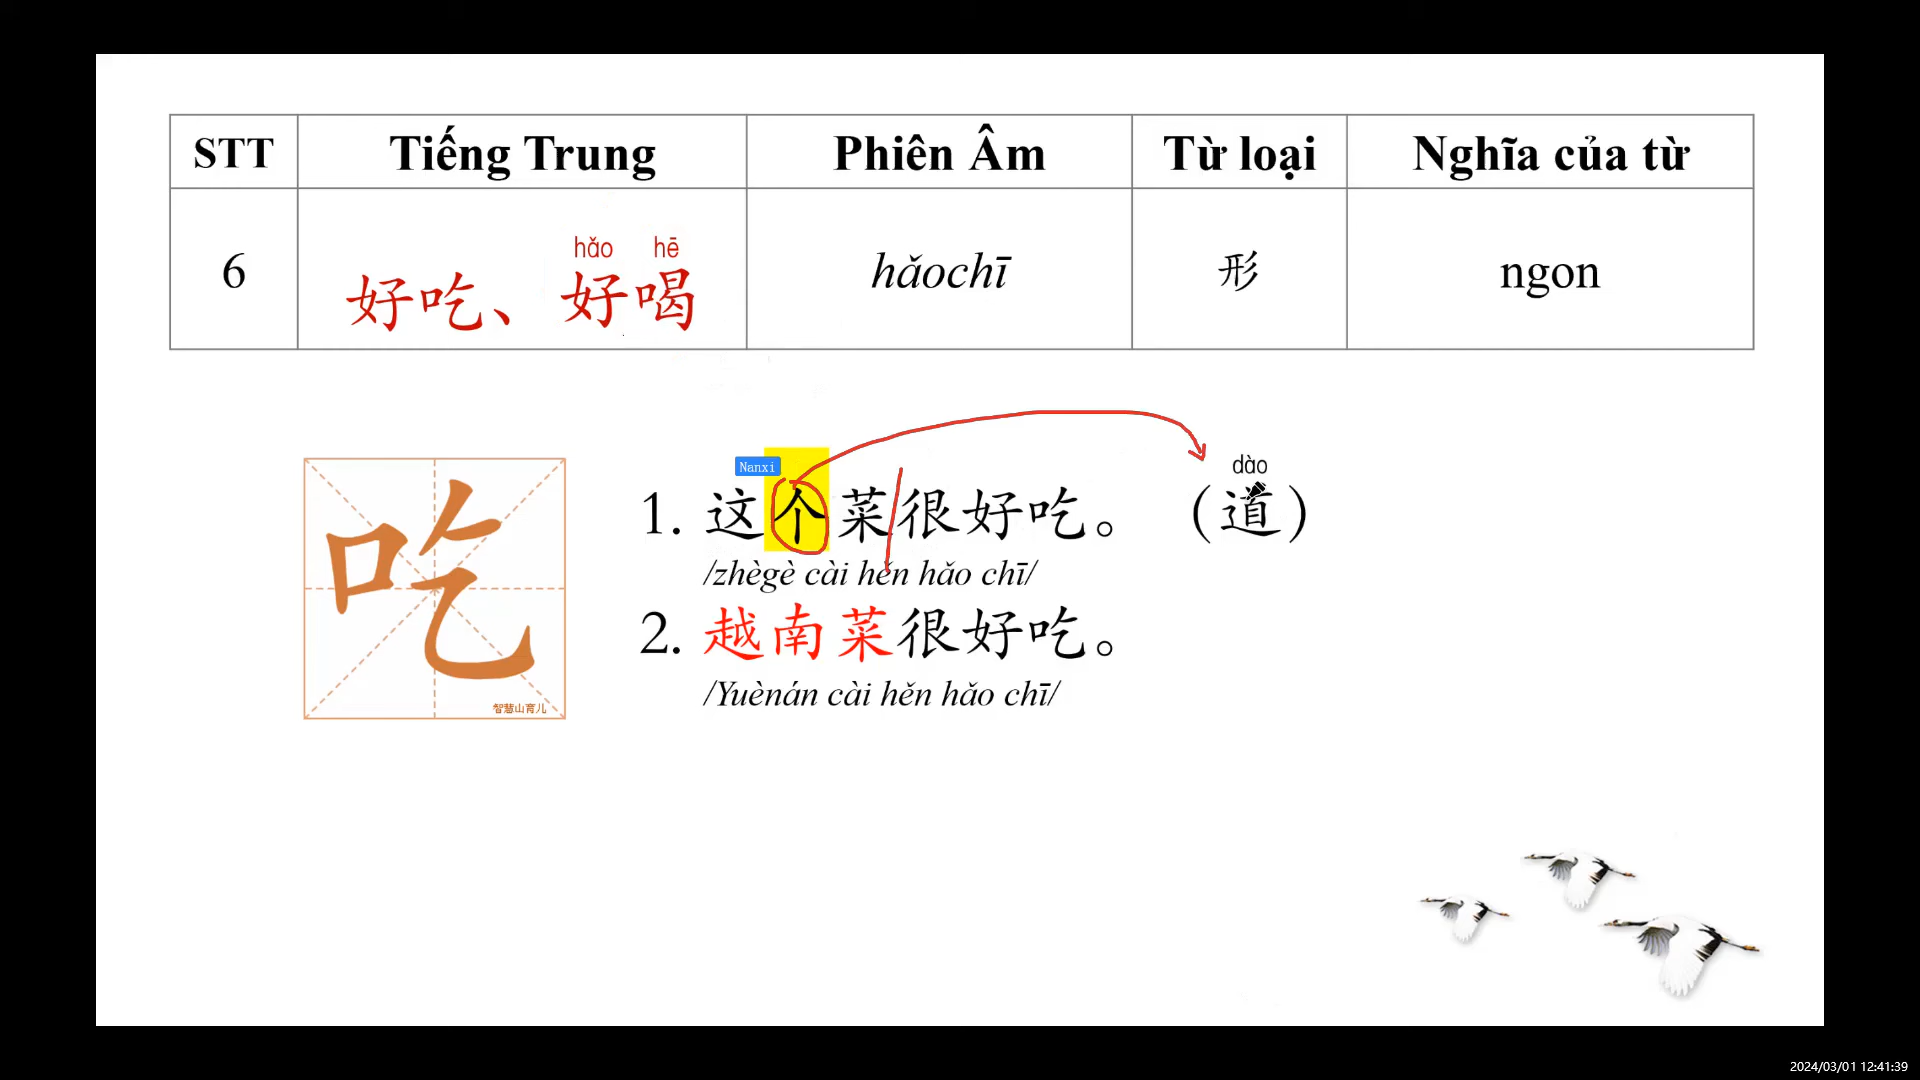 STT Tiếng Trung Phiên Âm Từ loại Nghĩa của từ
hǎo hē
6 好吃、好喝 hǎochī 形 ngon
Nanxi
dào
1. 这个菜很好吃。（道）
/zhègè cài hěn hǎo chī/
2. 越南菜很好吃。
/Yuènán cài hěn hǎo chī/
吃
智慧山育儿
2024/03/01 12:41:39